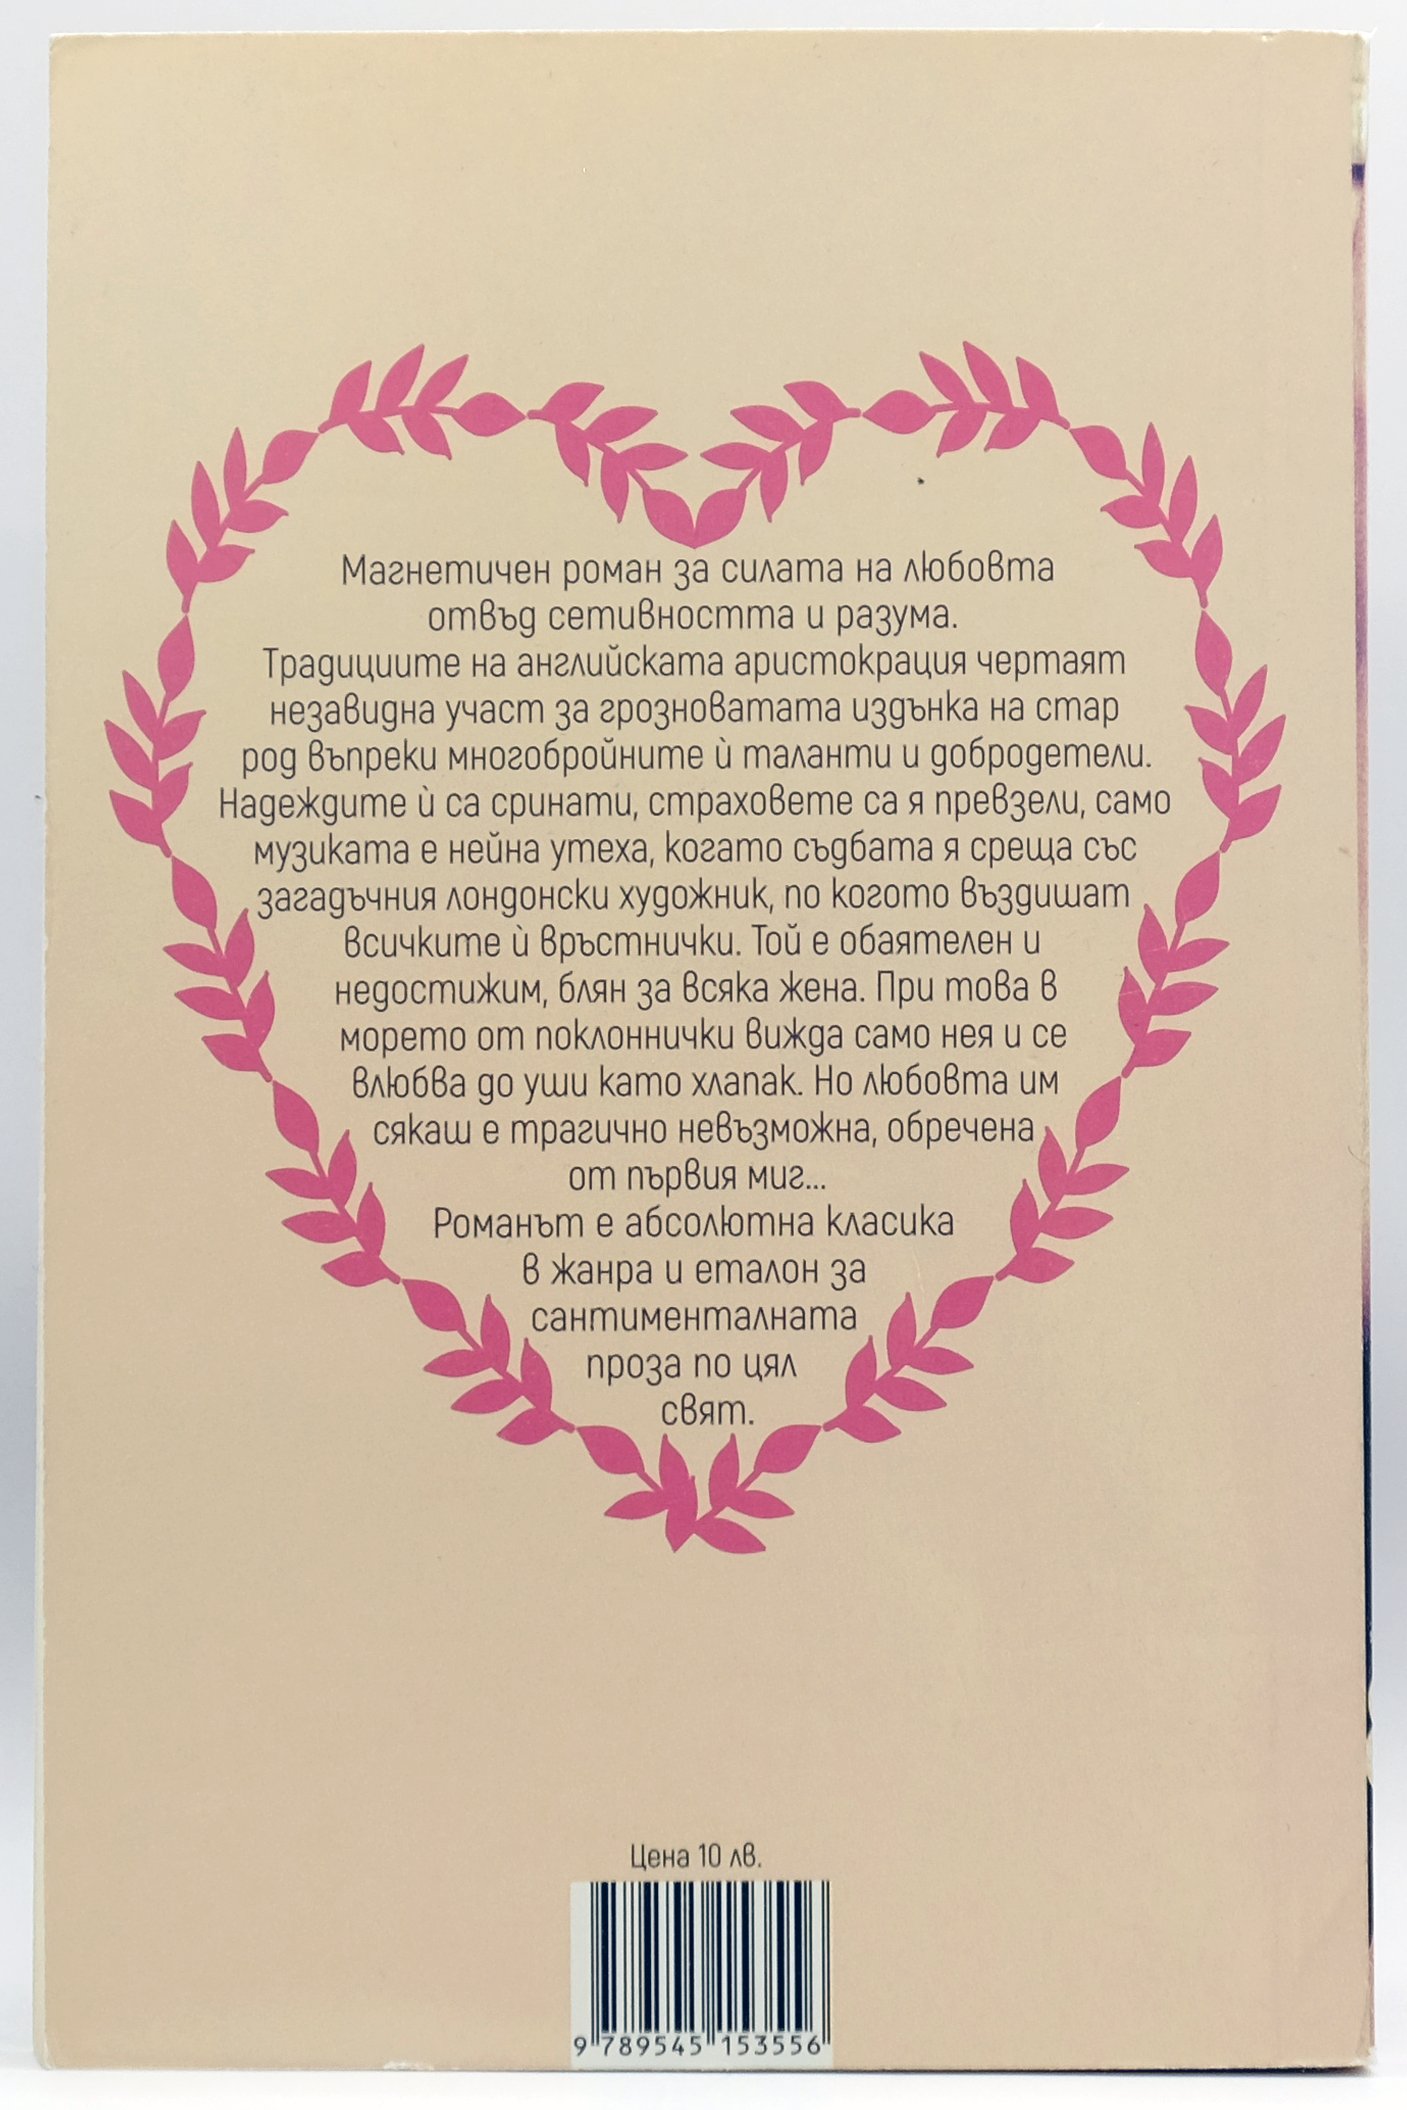 Магнетичен роман за силата на любовта
отвъд сетивността и разума.
Традициите на английската аристокрация чертаят
незавидна участ за грозноватата издънка на стар
род въпреки многобройните ѝ таланти и добродетели.
Надеждите ѝ са сринати, страховете са я превзели, само
музиката е нейна утеха, когато съдбата я среща със
загадъчния лондонски художник, по когото въздишат
всичките ѝ връстнички. Той е обаятелен и
недостижим, блян за всяка жена. При това в
морето от поклоннички вижда само нея и се
влюбва до уши като хлапак. Но любовта им
сякаш е трагично невъзможна, обречена
от първия миг...
Романът е абсолютна класика
в жанра и еталон за
сантименталната
проза по цял
свят.
Цена 10 лв.
9 789545 153556